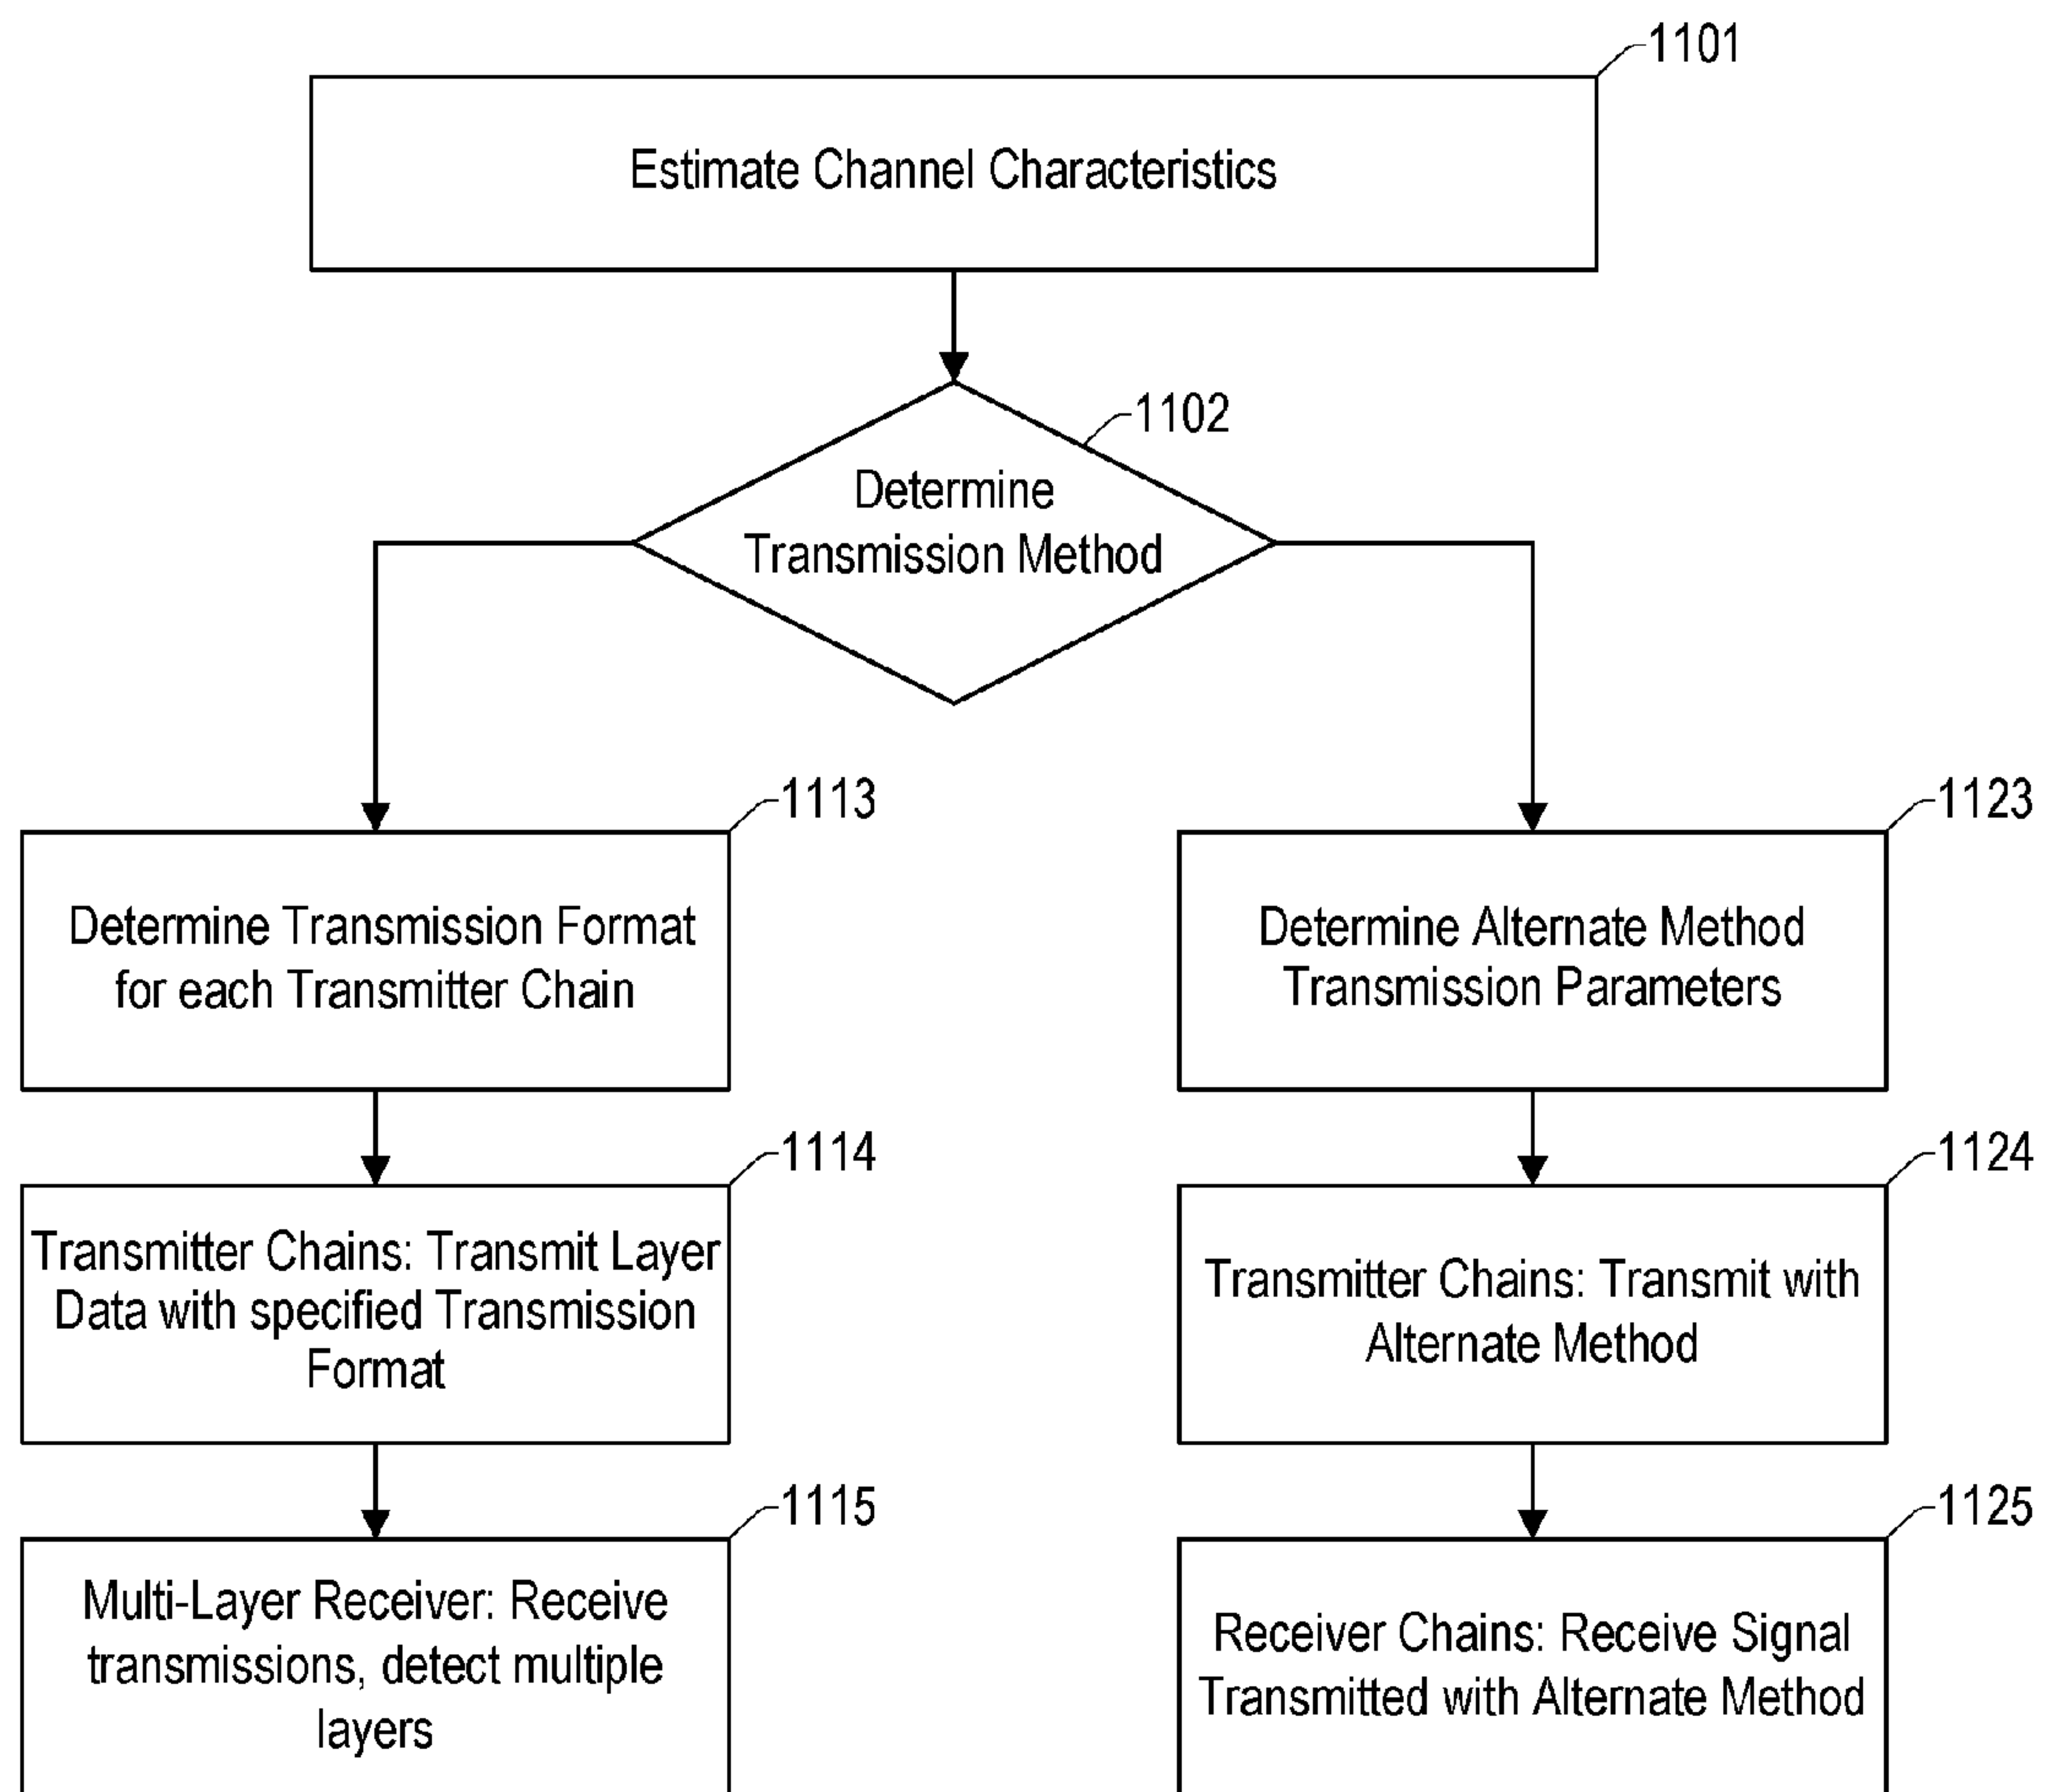 1101
Estimate Channel Characteristics
1102
Determine
Transmission Method
1113
Determine Transmission Format
for each Transmitter Chain
1123
Determine Alternate Method
Transmission Parameters
1114
Transmitter Chains: Transmit Layer
Data with specified Transmission
Format
1124
Transmitter Chains: Transmit with
Alternate Method
1115
Multi-Layer Receiver: Receive
transmissions, detect multiple
layers
1125
Receiver Chains: Receive Signal
Transmitted with Alternate Method